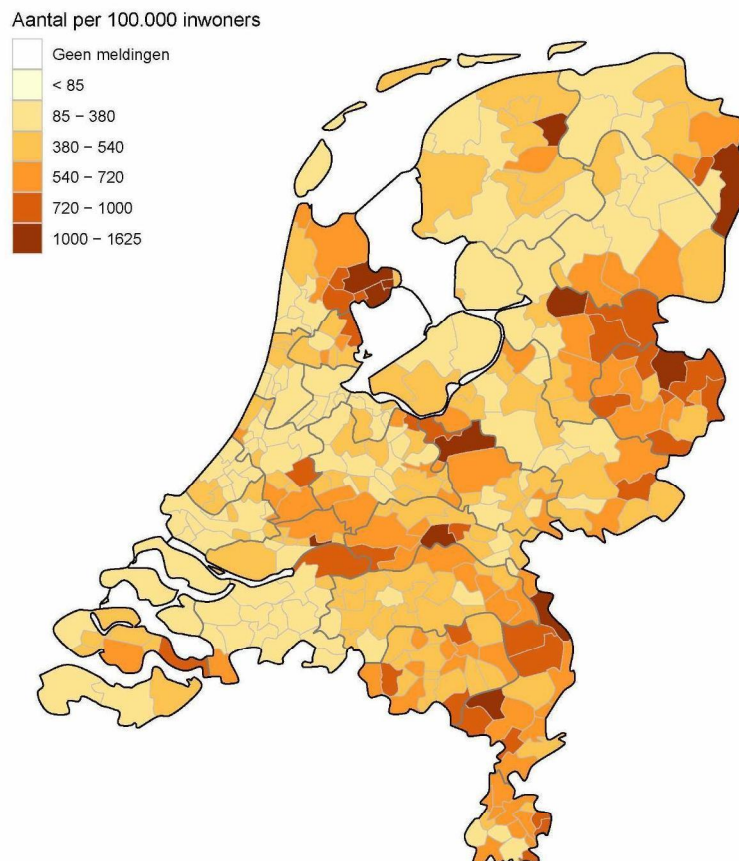 Aantal per 100.000 inwoners
Geen meldingen
< 85
85 – 380
380 – 540
540 – 720
720 – 1000
1000 – 1625